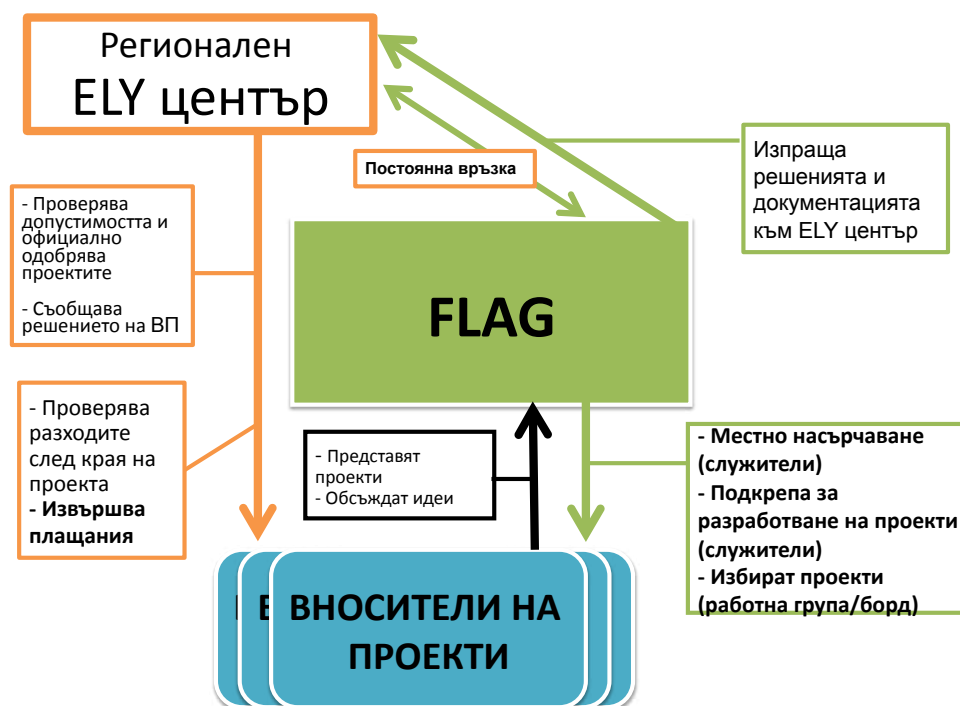 Регионален
ELY център
Постоянна връзка
Изпраща
решенията и
документацията
към ELY център
- Проверява
допустимостта и
официално
одобрява
проектите
- Съобщава
решението на ВП
FLAG
- Проверява
разходите
след края на
проекта
- Извършва
плащания
- Представят
проекти
- Обсъждат идеи
- Местно насърчаване
(служители)
- Подкрепа за
разработване на проекти
(служители)
- Избират проекти
(работна група/борд)
ВНОСИТЕЛИ НА
ПРОЕКТИ